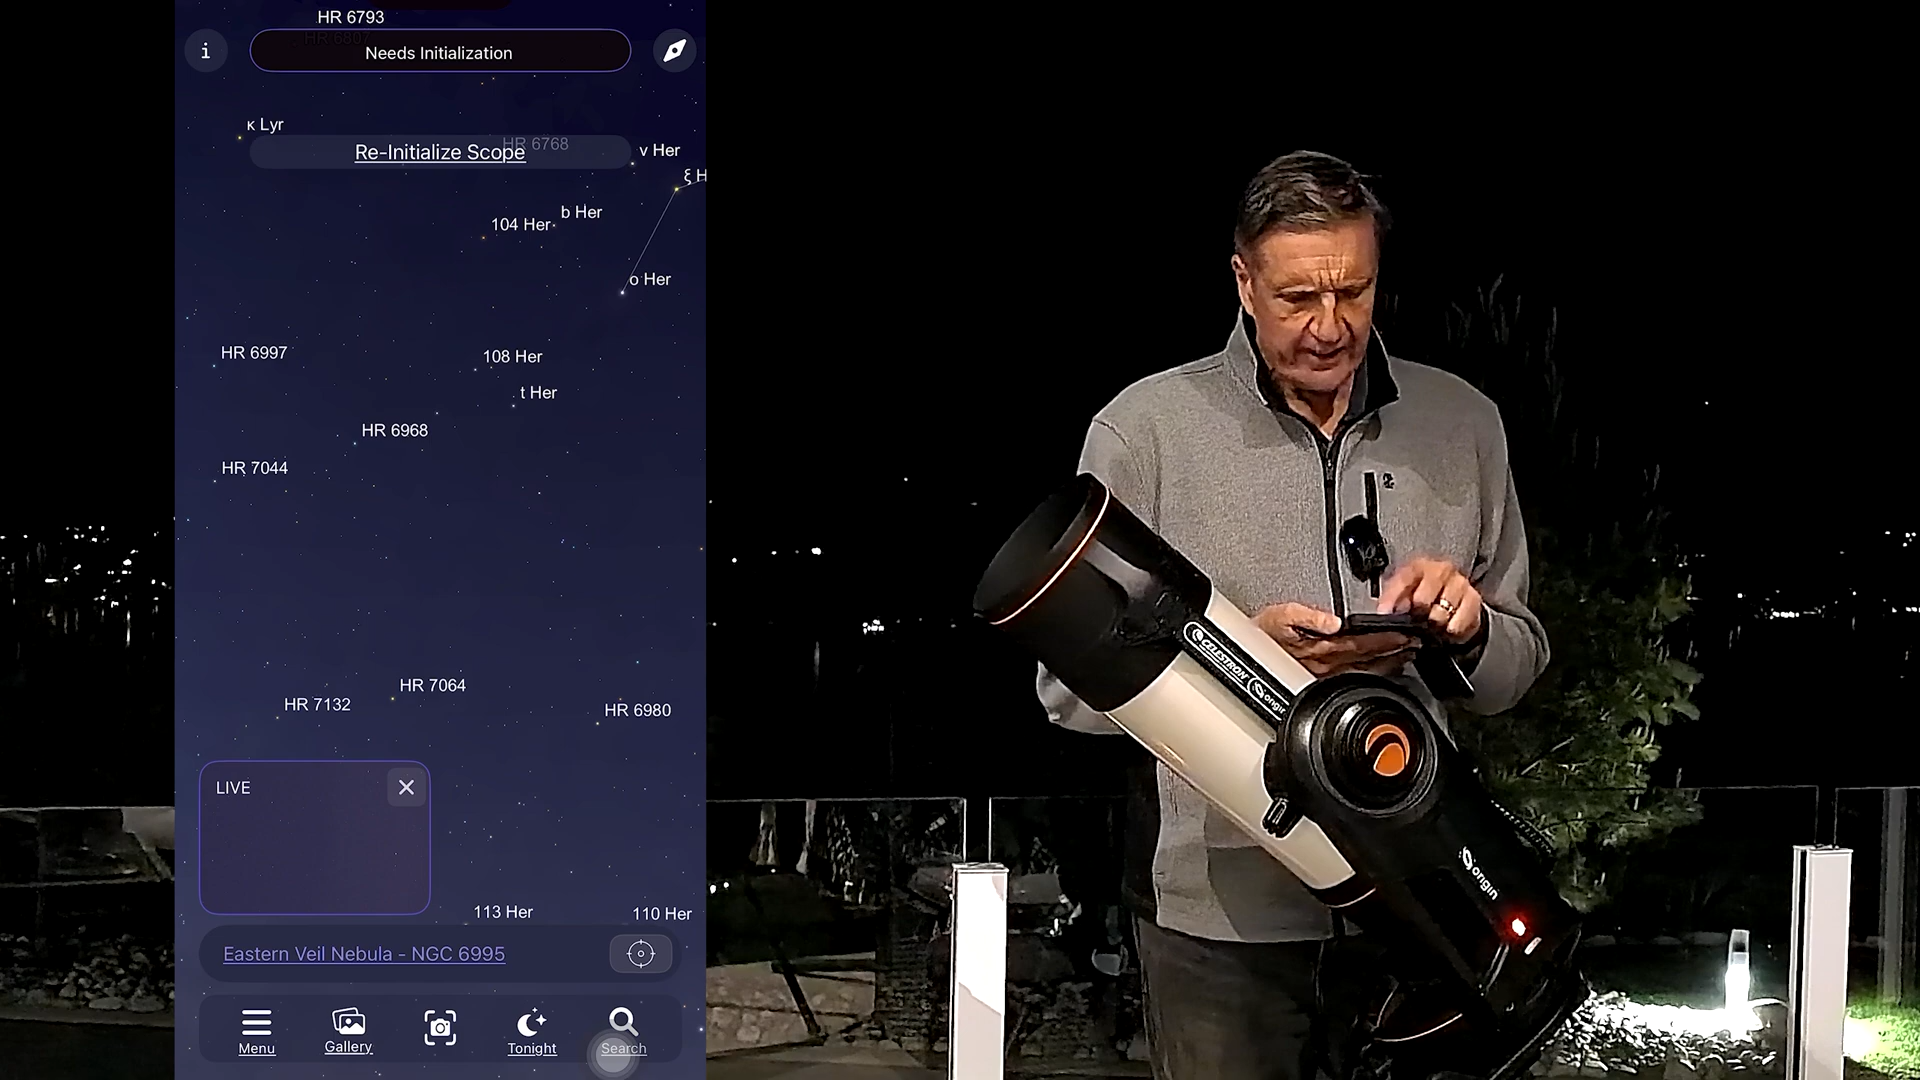 HR 6793
HR 6807
i
Needs Initialization
κ Lyr
HR 6768
Re-Initialize Scope
ν Her
ξ H
b Her
104 Her
ο Her
HR 6997
108 Her
t Her
HR 6968
HR 7044
HR 7064
HR 7132
HR 6980
LIVE
113 Her
110 Her
Eastern Veil Nebula - NGC 6995
Menu
Gallery
Tonight
Search
CELESTRON
origin
origin